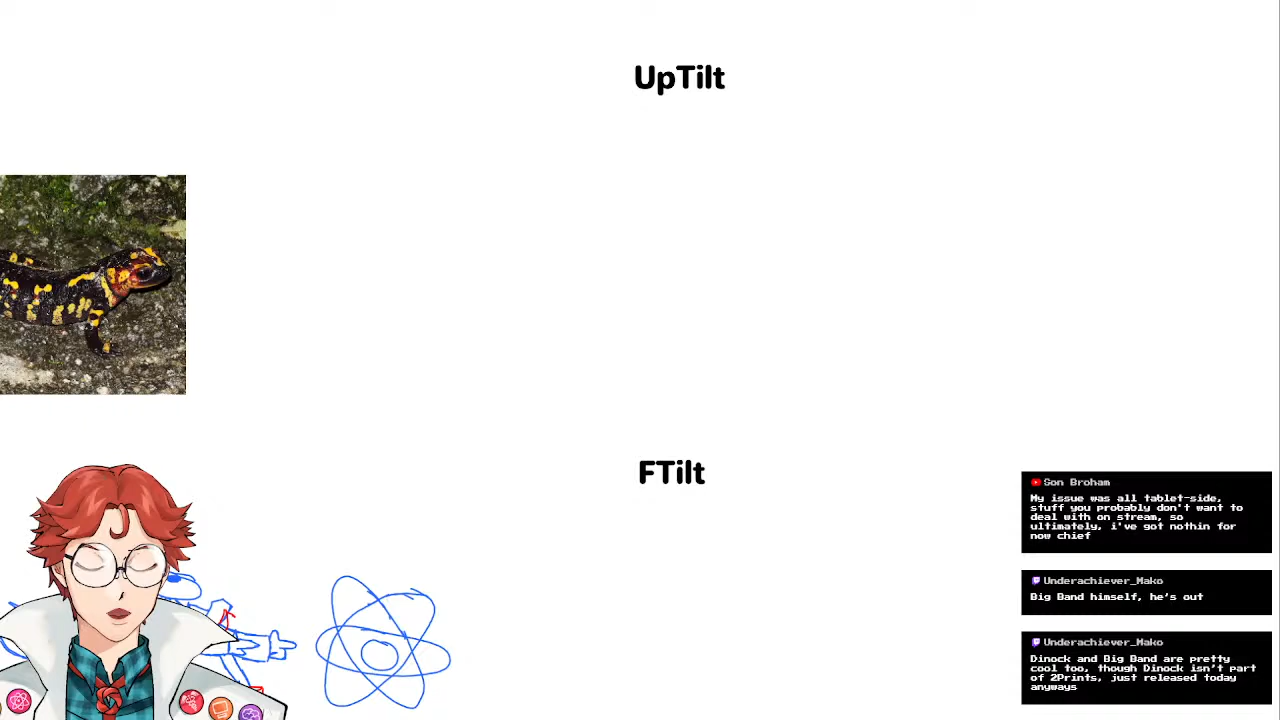 UpTilt
FTilt
Son Broham
My issue was all tablet-side,
stuff you probably don't want to
deal with on stream, so
ultimately, i've got nothin for
now chief
Underachiever_Mako
Big Band himself, he's out
Underachiever_Mako
Dinock and Big Band are pretty
cool too, though Dinock isn't part
of 2Prints, just released today
anyways